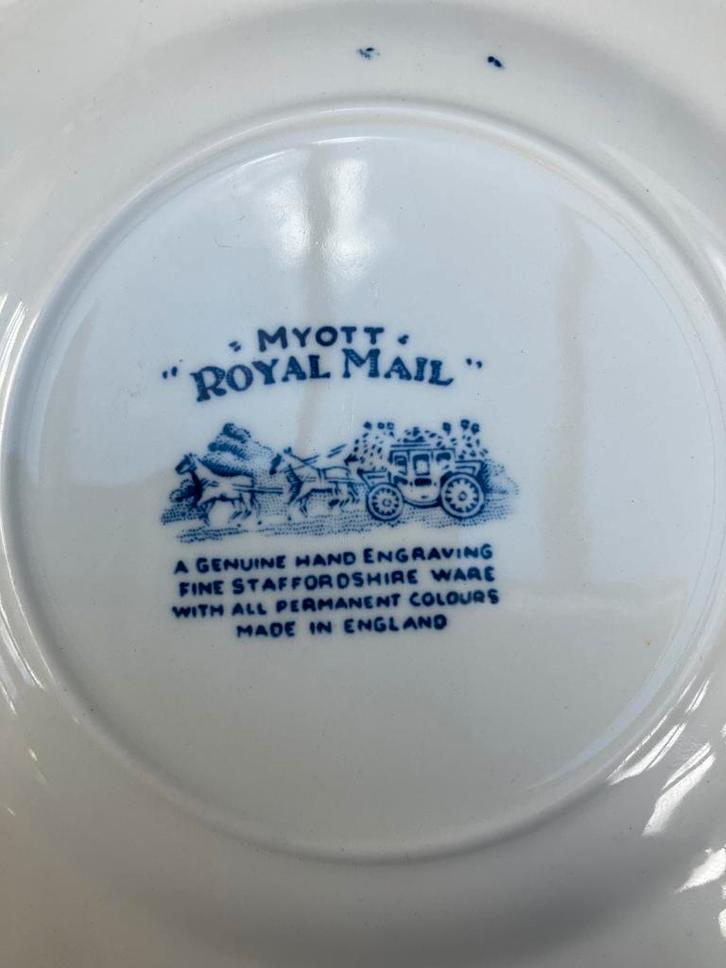 MYOTT
"ROYAL MAIL"
A GENUINE HAND ENGRAVING
FINE STAFFORDSHIRE WARE
WITH ALL PERMANENT COLOURS
MADE IN ENGLAND